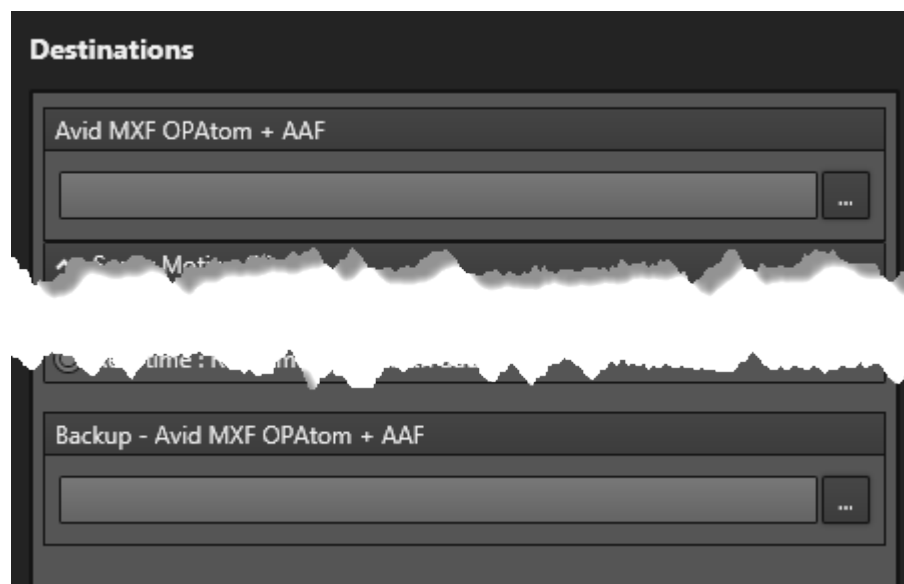 Destinations
Avid MXF OPAtom + AAF
...
Backup - Avid MXF OPAtom + AAF
...